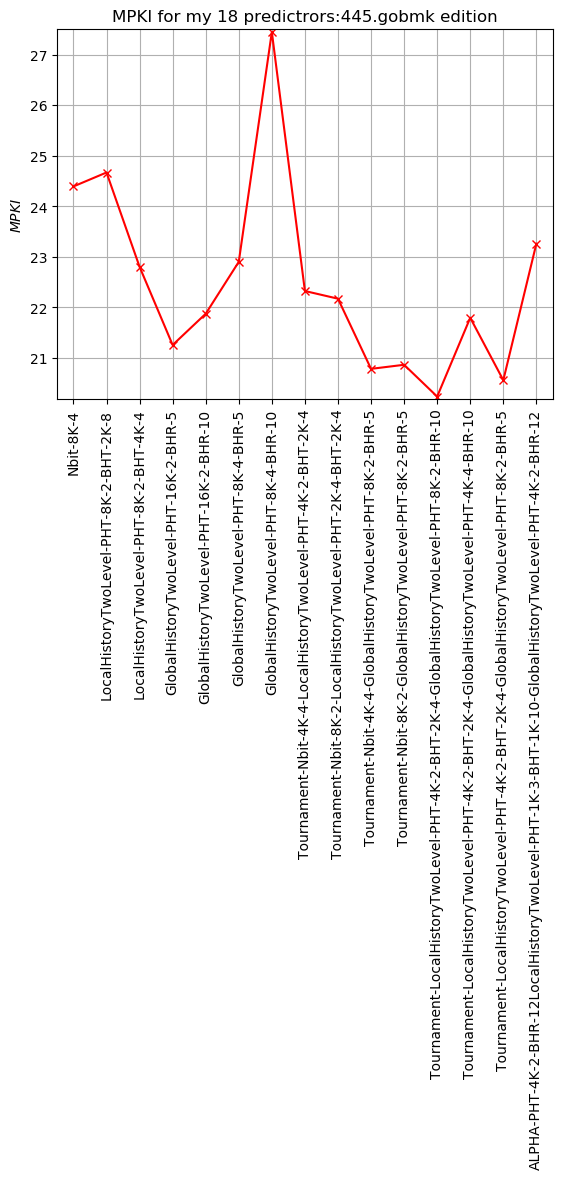 MPKI for my 18 predictrors:445.gobmk edition
27
26
25
24
23
22
21
MPKI
Nbit-8K-4
LocalHistoryTwoLevel-PHT-8K-2-BHT-2K-8
LocalHistoryTwoLevel-PHT-8K-2-BHT-4K-4
GlobalHistoryTwoLevel-PHT-16K-2-BHR-5
GlobalHistoryTwoLevel-PHT-16K-2-BHR-10
GlobalHistoryTwoLevel-PHT-8K-4-BHR-5
GlobalHistoryTwoLevel-PHT-8K-4-BHR-10
Tournament-Nbit-4K-4-LocalHistoryTwoLevel-PHT-4K-2-BHT-2K-4
Tournament-Nbit-8K-2-LocalHistoryTwoLevel-PHT-2K-4-BHT-2K-4
Tournament-Nbit-4K-4-GlobalHistoryTwoLevel-PHT-8K-2-BHR-5
Tournament-Nbit-8K-2-GlobalHistoryTwoLevel-PHT-8K-2-BHR-5
Tournament-LocalHistoryTwoLevel-PHT-4K-2-BHT-2K-4-GlobalHistoryTwoLevel-PHT-8K-2-BHR-10
Tournament-LocalHistoryTwoLevel-PHT-4K-2-BHT-2K-4-GlobalHistoryTwoLevel-PHT-4K-4-BHR-10
Tournament-LocalHistoryTwoLevel-PHT-4K-2-BHT-2K-4-GlobalHistoryTwoLevel-PHT-8K-2-BHR-5
ALPHA-PHT-4K-2-BHR-12LocalHistoryTwoLevel-PHT-1K-3-BHT-1K-10-GlobalHistoryTwoLevel-PHT-4K-2-BHR-12